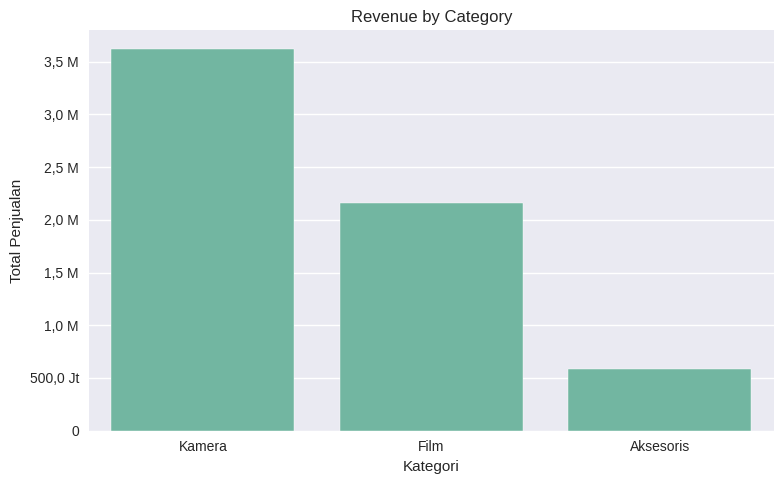 Revenue by Category
Total Penjualan
3,5 M
3,0 M
2,5 M
2,0 M
1,5 M
1,0 M
500,0 Jt
0
Kamera
Film
Aksesoris
Kategori